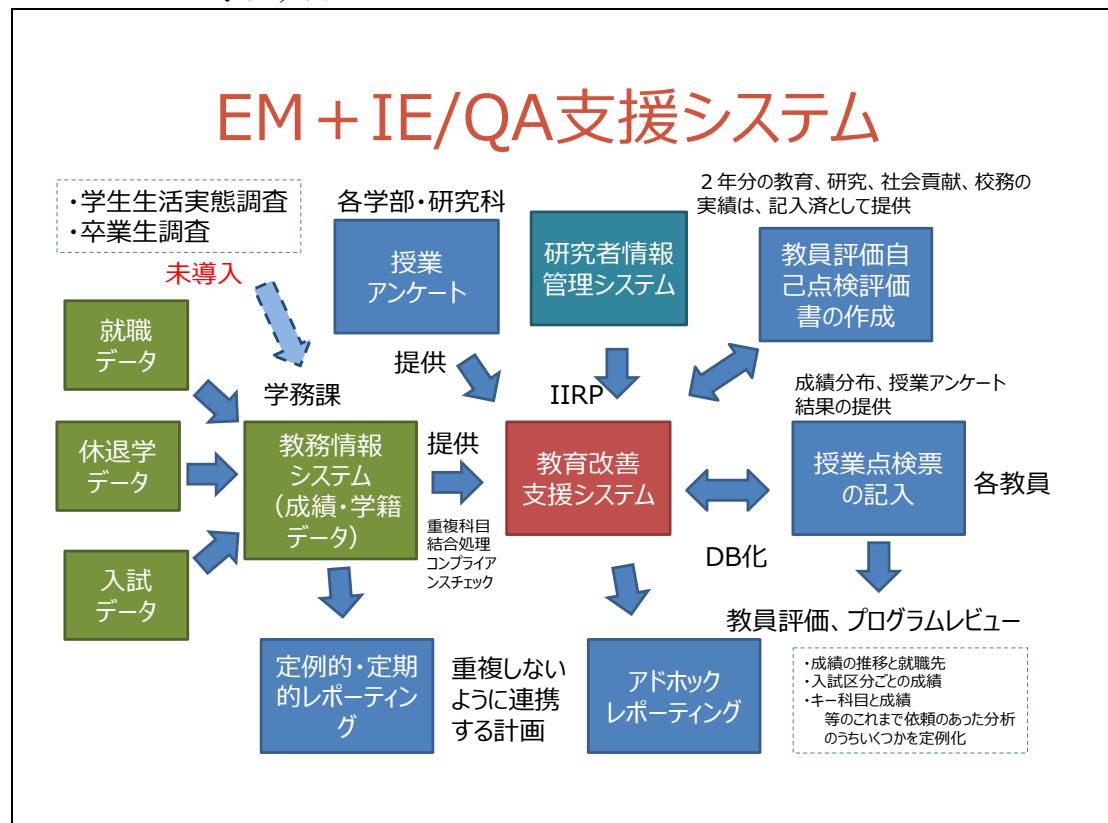 EM＋IE/QA支援システム
・学生生活実態調査
・卒業生調査
未導入
各学部・研究科
授業
アンケート
研究者情報
管理システム
２年分の教育、研究、社会貢献、校務の
実績は、記入済として提供
教員評価自
己点検評価
書の作成
就職
データ
提供
学務課
IIRP
成績分布、授業アンケート
結果の提供
休退学
データ
教務情報
システム
（成績・学籍
データ）
提供
重複科目
結合処理
コンプライア
ンスチェック
教育改善
支援システム
授業点検票
の記入
各教員
DB化
入試
データ
教員評価、プログラムレビュー
定例的・定期
的レポーティン
グ
重複しない
ように連携
する計画
アドホック
レポーティング
・成績の推移と就職先
・入試区分ごとの成績
・キー科目と成績
等のこれまで依頼のあった分析
のうちいくつかを定例化